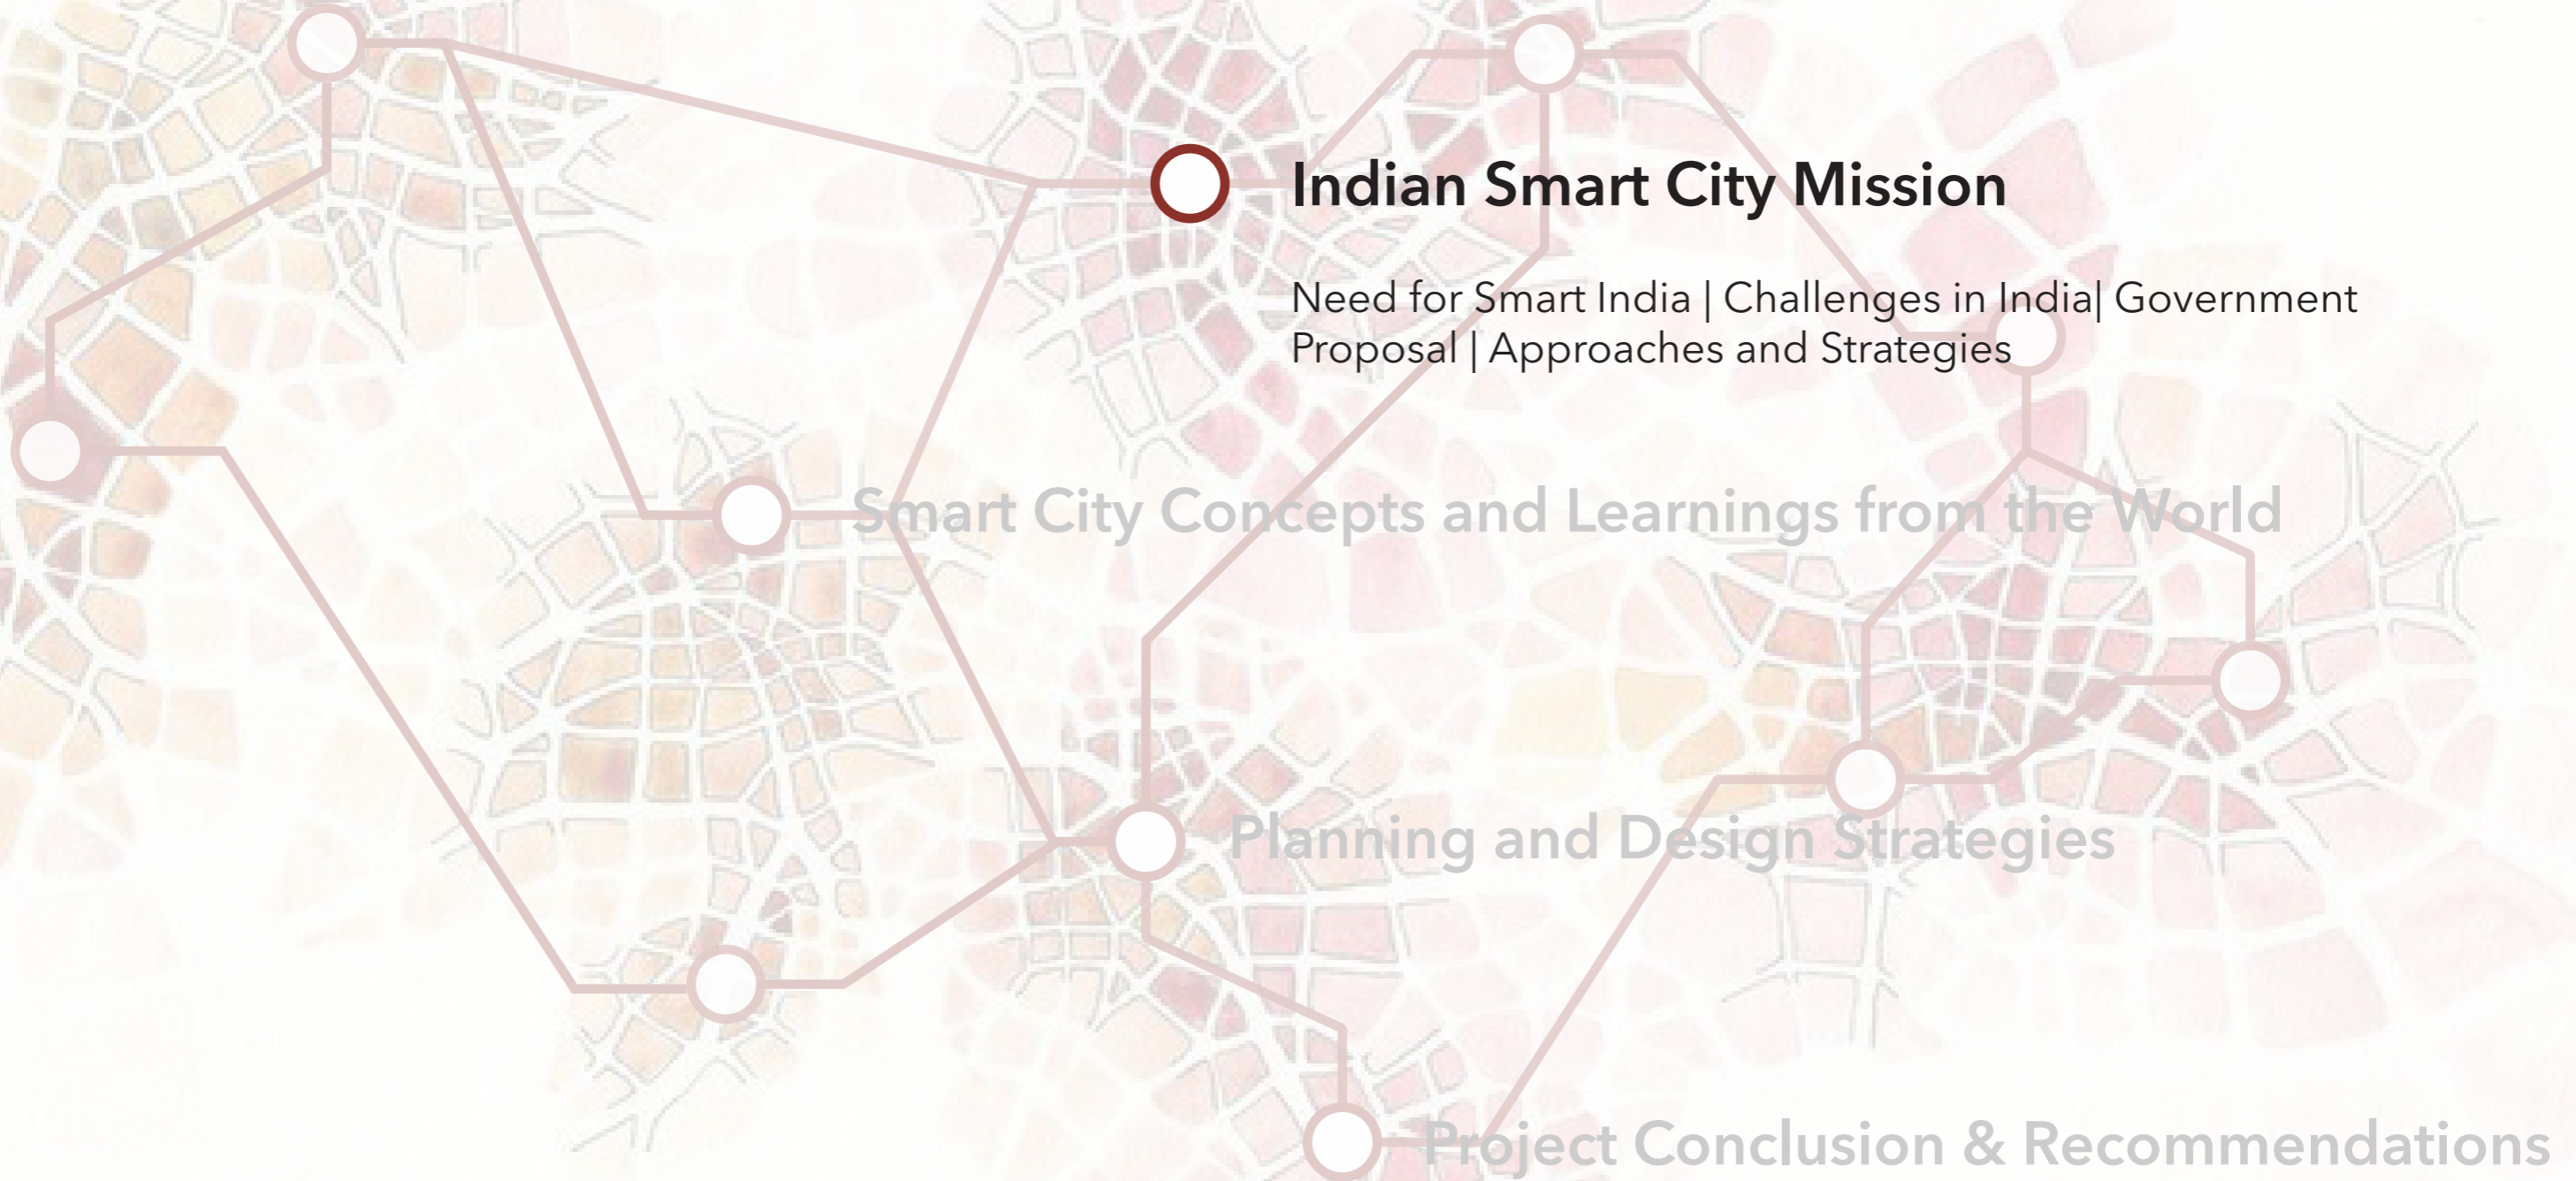 Indian Smart City Mission
Need for Smart India | Challenges in India| Government
Proposal | Approaches and Strategies
Smart City Concepts and Learnings from the World
Planning and Design Strategies
Project Conclusion & Recommendations